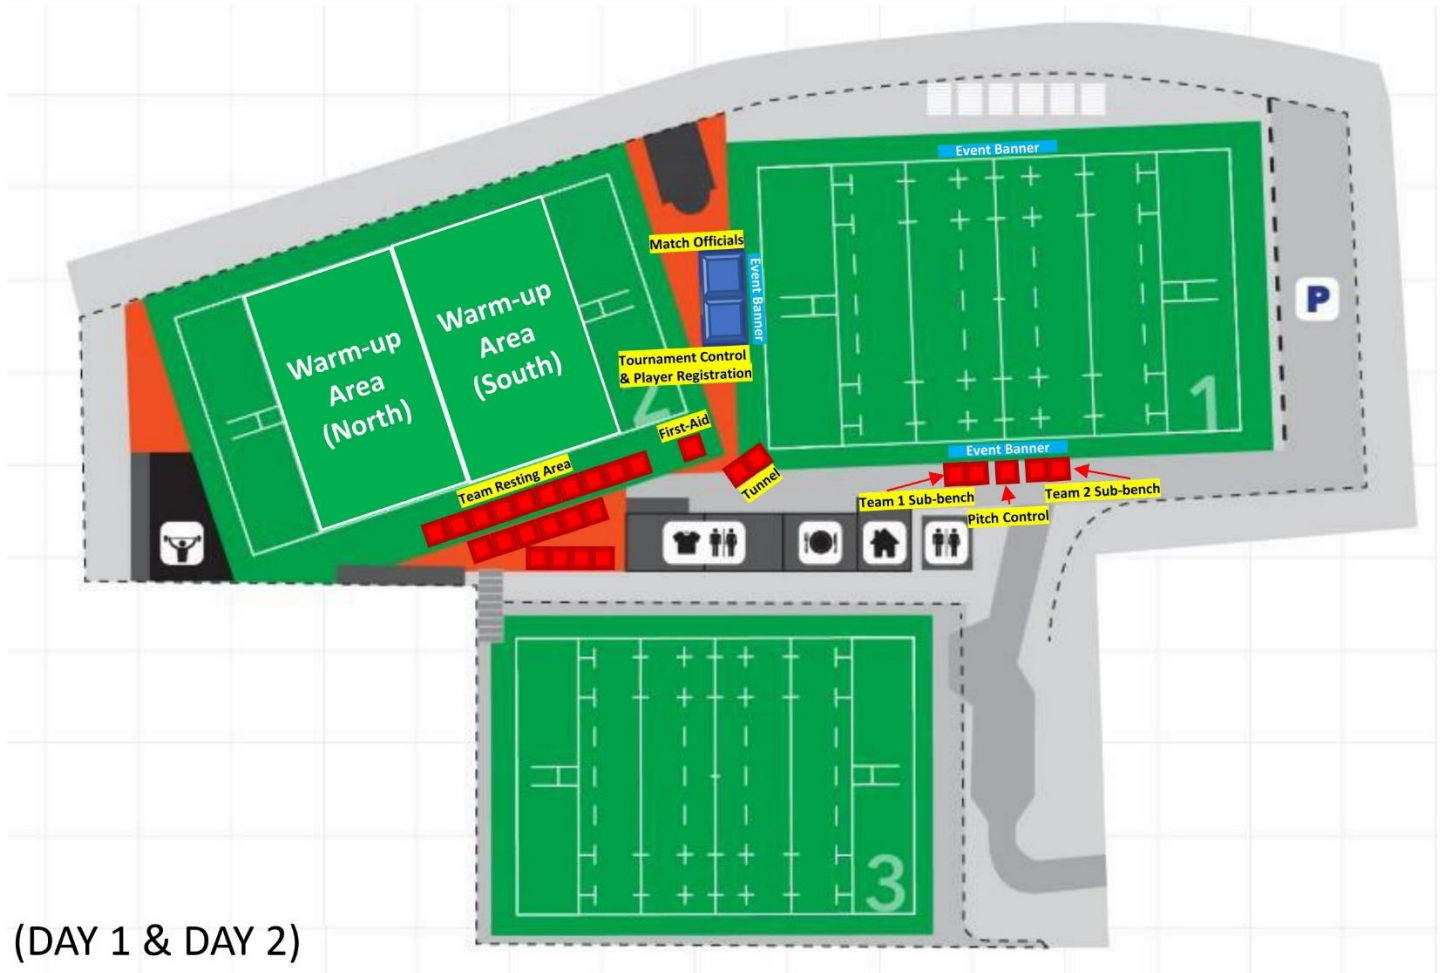 Event Banner
1
Match Officials
Event Banner
Tournament Control
& Player Registration
P
Warm-up
Area
(North)
Warm-up
Area
(South)
2
First-Aid
Team Resting Area
Tunnel
Event Banner
Team 1 Sub-bench
Pitch Control
Team 2 Sub-bench
3
(DAY 1 & DAY 2)